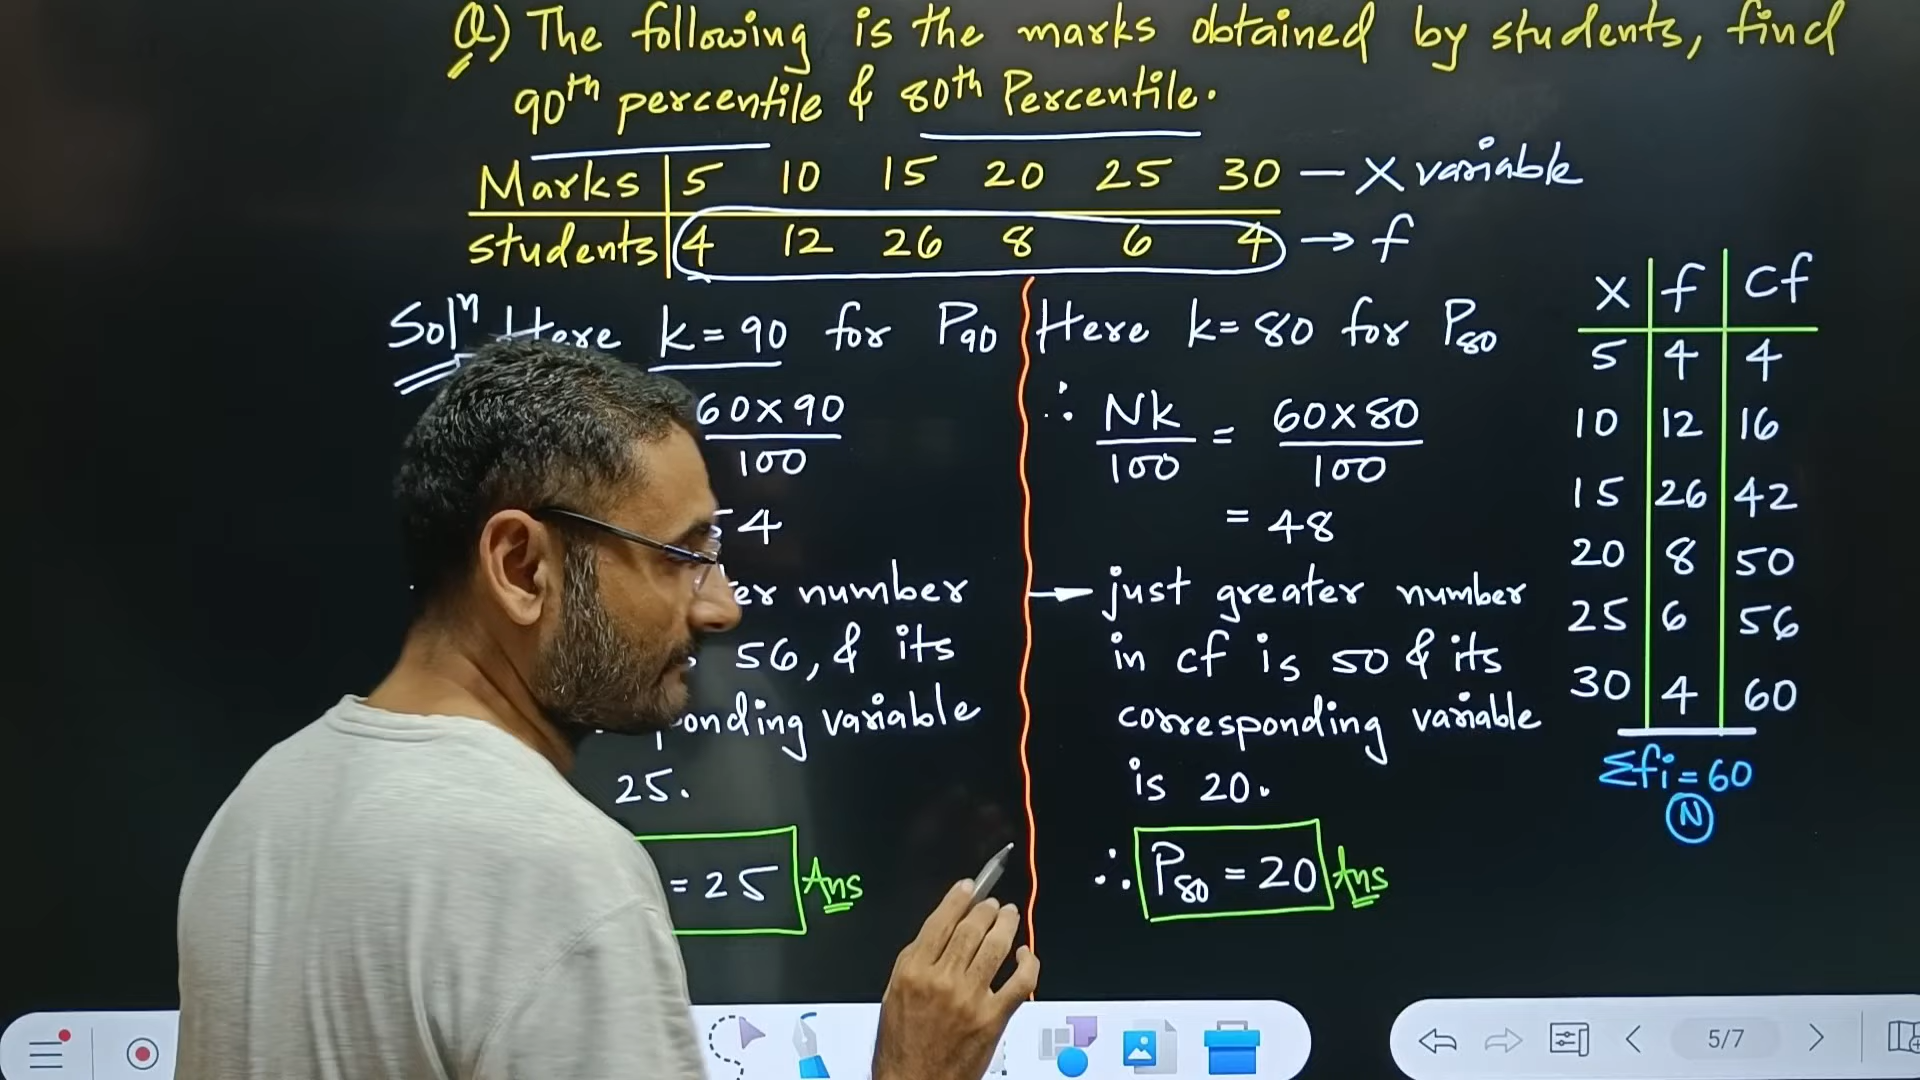 Q) The following is the marks obtained by students, find
90th percentile & 80th Percentile.
Marks 5 10 15 20 25 30 — X variable
students 4 12 26 8 6 4 → f
Solⁿ Here k = 90 for P90
60 x 90
100
54
number
56, & its
variable
25.
= 25 Ans
Here k = 80 for P80
∴ Nk/100 = 60 x 80/100
= 48
→ just greater number
in cf is 50 & its
corresponding variable
is 20.
∴ P80 = 20 Ans
X f Cf
5 4 4
10 12 16
15 26 42
20 8 50
25 6 56
30 4 60
Σfi = 60
N
5/7